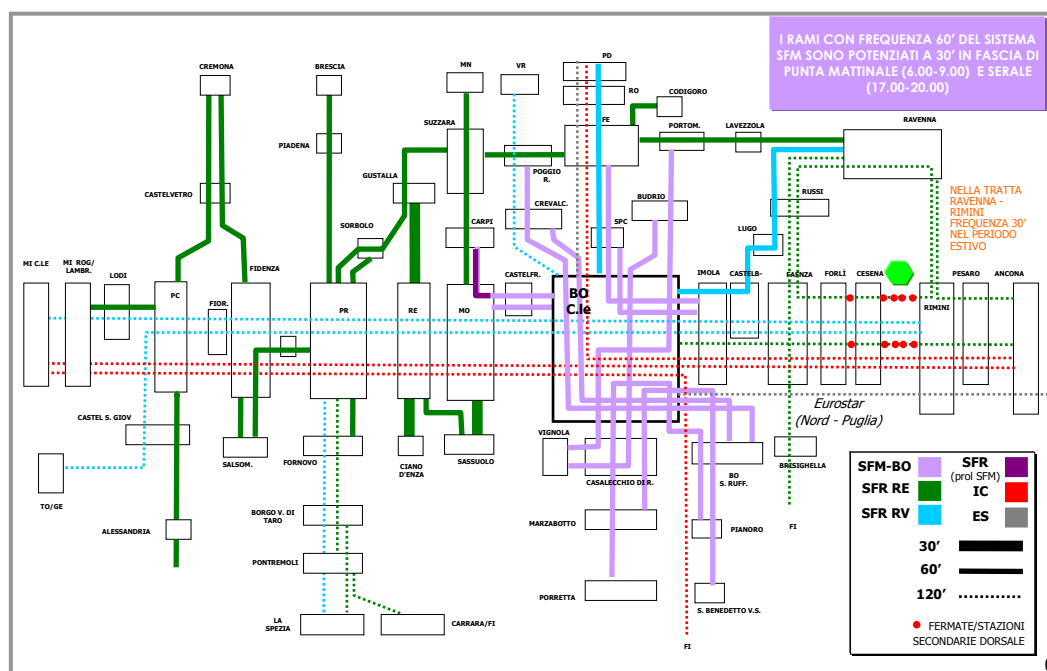 I RAMI CON FREQUENZA 60' DEL SISTEMA
SFM SONO POTENZIATI A 30' IN FASCIA DI
PUNTA MATTINALE (6.00-9.00) E SERALE
(17.00-20.00)
CREMONA
BRESCIA
MN
VR
PD
RO
CODIGORO
SUZZARA
FE
PORTOM.
LAVEZZOLA
RAVENNA
PIADENA
CASTELVETRO
GUSTALLA
POGGIO
R.
NELLA TRATTA
RAVENNA -
RIMINI
FREQUENZA 30'
NEL PERIODO
ESTIVO
RUSSI
BUDRIO
CREVALC.
SORBOLO
CARPI
SPC
LUGO
MI C.LE
MI ROG/
LAMBR.
LODI
FIDENZA
CASTELFR.
IMOLA
CASTELB-
FAENZA
FORLÌ
CESENA
PESARO
ANCONA
PC
FIOR.
PR
RE
MO
BO
C.le
RIMINI
Eurostar
(Nord - Puglia)
CASTEL S. GIOV
TO/GE
ALESSANDRIA
SALSOM.
FORNOVO
CIANO
D'ENZA
SASSUOLO
VIGNOLA
CASALECCHIO DI R.
BO
S. RUFF.
BRISIGHELLA
BORGO V. DI
TARO
MARZABOTTO
PIANORO
FI
PONTREMOLI
PORRETTA
S. BENEDETTO V.S.
LA
SPEZIA
CARRARA/FI
FI
SFM-BO
SFR
(prol SFM)
SFR RE
IC
SFR RV
ES
30'
60'
120'
FERMATE/STAZIONI
SECONDARIE DORSALE